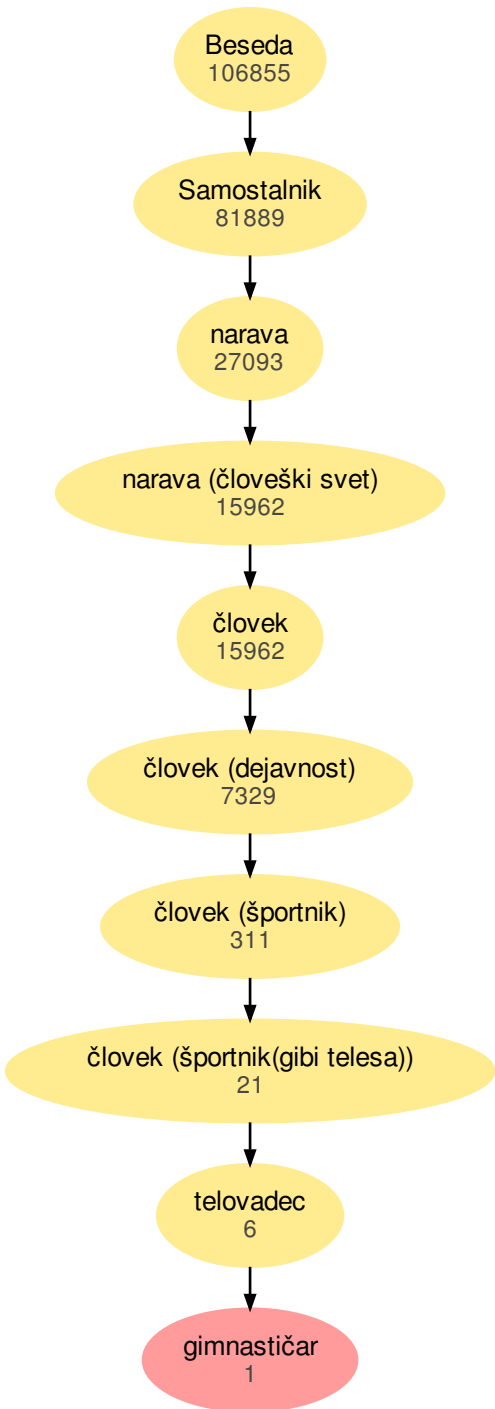 Beseda
106855
Samostalnik
81889
narava
27093
narava (človeški svet)
15962
človek
15962
človek (dejavnost)
7329
človek (športnik)
311
človek (športnik(gibi telesa))
21
telovadec
6
gimnastičar
1